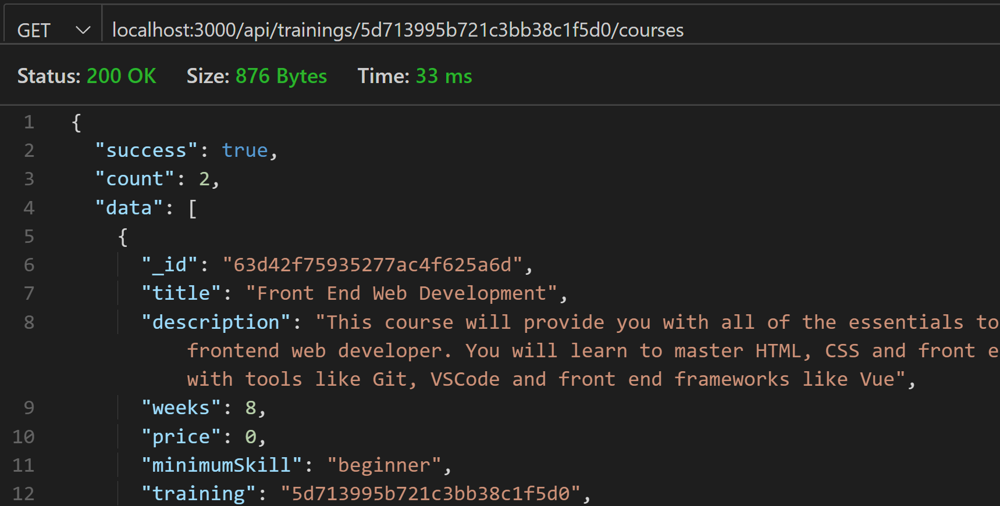 GET localhost:3000/api/trainings/5d713995b721c3bb38c1f5d0/courses
Status: 200 OK Size: 876 Bytes Time: 33 ms
1 {
2 "success": true,
3 "count": 2,
4 "data": [
5 {
6 "_id": "63d42f75935277ac4f625a6d",
7 "title": "Front End Web Development",
8 "description": "This course will provide you with all of the essentials to
frontend web developer. You will learn to master HTML, CSS and front e
with tools like Git, VSCode and front end frameworks like Vue",
9 "weeks": 8,
10 "price": 0,
11 "minimumSkill": "beginner",
12 "training": "5d713995b721c3bb38c1f5d0",